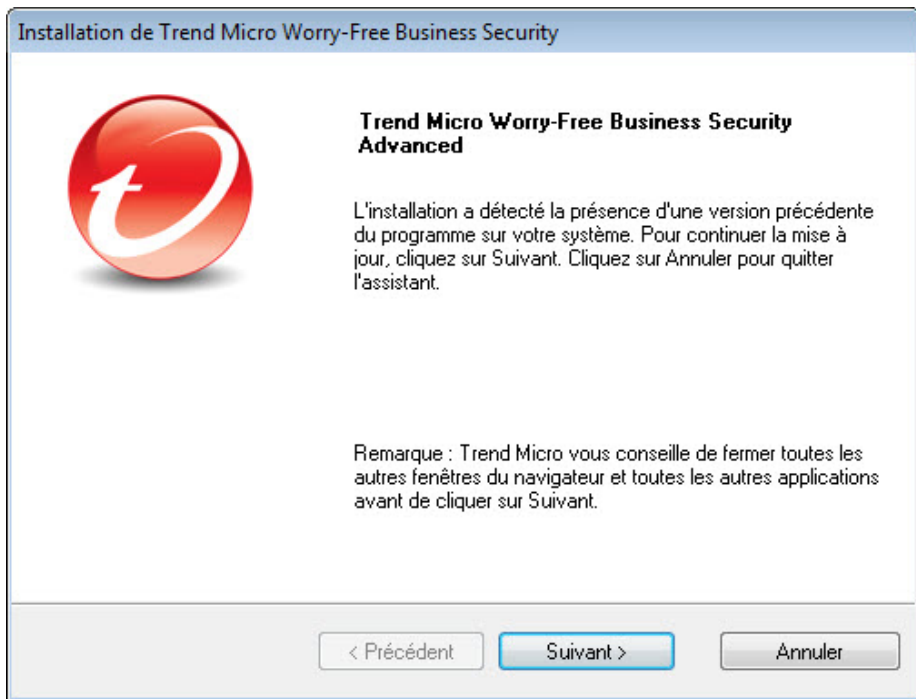 Installation de Trend Micro Worry-Free Business Security
Trend Micro Worry-Free Business Security
Advanced
L'installation a détecté la présence d'une version précédente
du programme sur votre système. Pour continuer la mise à
jour, cliquez sur Suivant. Cliquez sur Annuler pour quitter
l'assistant.
Remarque : Trend Micro vous conseille de fermer toutes les
autres fenêtres du navigateur et toutes les autres applications
avant de cliquer sur Suivant.
< Précédent
Suivant >
Annuler